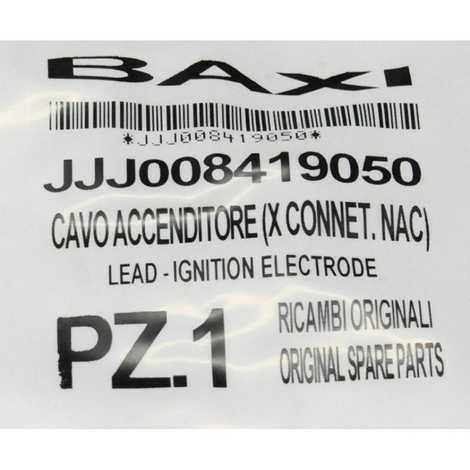 BAXI
*JJJ008419050*
JJJ008419050
CAVO ACCENDITORE (X CONNET. NAC)
LEAD - IGNITION ELECTRODE
PZ.1
RICAMBI ORIGINALI
ORIGINAL SPARE PARTS